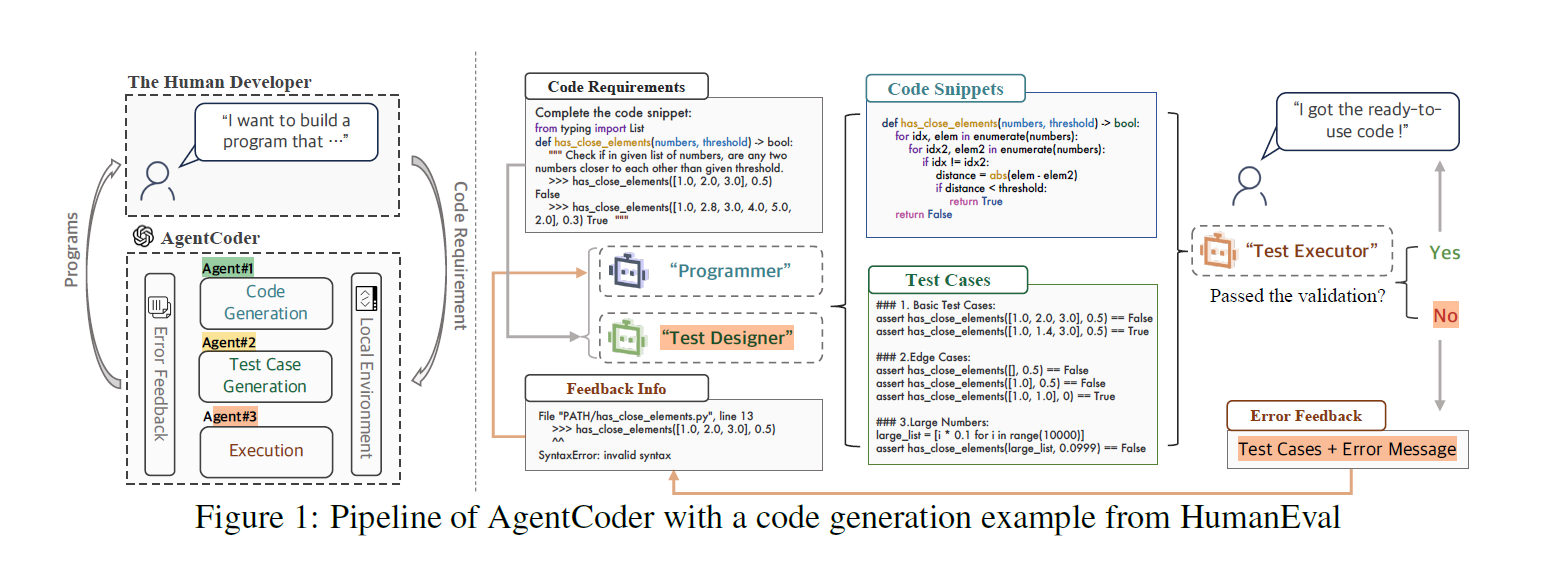 The Human Developer
“I want to build a
program that ⋯”
Programs
Code Requirement
AgentCoder
Error Feedback
Agent#1
Code
Generation
Agent#2
Test Case
Generation
Agent#3
Execution
Local Environment
Code Requirements
Complete the code snippet:
from typing import List
def has_close_elements(numbers, threshold) -> bool:
""" Check if in given list of numbers, are any two
numbers closer to each other than given threshold.
>>> has_close_elements([1.0, 2.0, 3.0], 0.5)
False
>>> has_close_elements([1.0, 2.8, 3.0, 4.0, 5.0,
2.0], 0.3) True """
“Programmer”
“Test Designer”
Feedback Info
File "PATH/has_close_elements.py", line 13
>>> has_close_elements([1.0, 2.0, 3.0], 0.5)
^^
SyntaxError: invalid syntax
Code Snippets
def has_close_elements(numbers, threshold) -> bool:
for idx, elem in enumerate(numbers):
for idx2, elem2 in enumerate(numbers):
if idx != idx2:
distance = abs(elem - elem2)
if distance < threshold:
return True
return False
Test Cases
### 1. Basic Test Cases:
assert has_close_elements([1.0, 2.0, 3.0], 0.5) == False
assert has_close_elements([1.0, 1.4, 3.0], 0.5) == True
### 2.Edge Cases:
assert has_close_elements([], 0.5) == False
assert has_close_elements([1.0], 0.5) == False
assert has_close_elements([1.0, 1.0], 0) == True
### 3.Large Numbers:
large_list = [i * 0.1 for i in range(10000)]
assert has_close_elements(large_list, 0.0999) == False
“I got the ready-to-
use code !”
“Test Executor”
Passed the validation?
Yes
No
Error Feedback
Test Cases + Error Message
Figure 1: Pipeline of AgentCoder with a code generation example from HumanEval